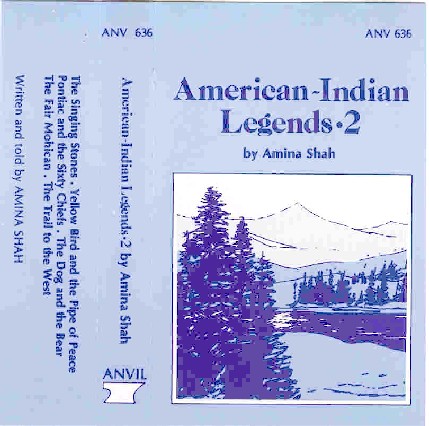 ANV 636
ANV 636
American-Indian
Legends·2
by Amina Shah
American-Indian Legends·2 by Amina Shah
ANVIL
The Singing Stones . Yellow Bird and the Pipe of Peace
Pontiac and the Sixty Chiefs . The Dog and the Bear
The Fair Mohican . The Trail to the West
Written and told by AMINA SHAH